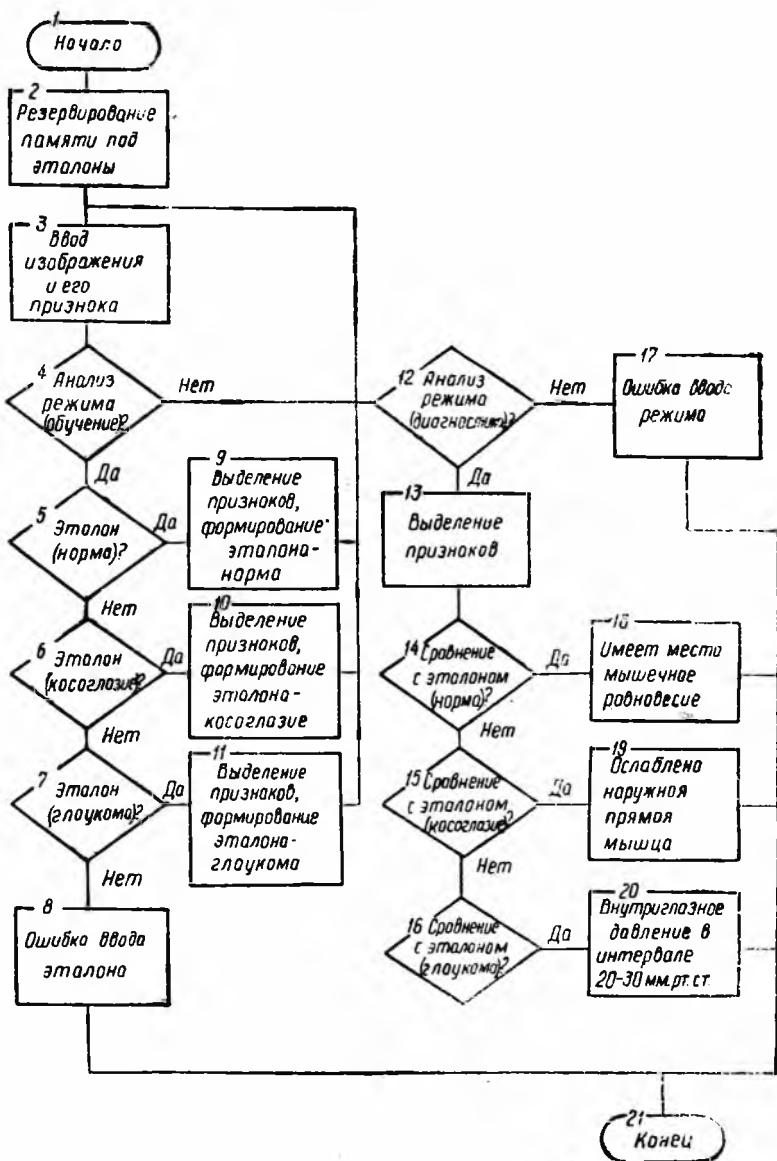 1
Начало
2
Резервирование
памяти под
эталоны
3
Ввод
изображения
и его
признака
4 Анализ
режима
(обучение)?
Нет
Да
5 Эталон
(норма)?
Да
Нет
9
Выделение
признаков,
формирование
эталона-
норма
6 Эталон
(косоглазие)?
Да
Нет
10
Выделение
признаков,
формирование
эталона-
косоглазие
7 Эталон
(глаукома)?
Да
Нет
11
Выделение
признаков,
формирование
эталона-
глаукома
8
Ошибка ввода
эталона
12 Анализ
режима
(диагностика)?
Нет
Да
17
Ошибка ввода
режима
13
Выделение
признаков
14 Сравнение
с эталоном
(норма)?
Да
Нет
18
Имеет место
мышечное
равновесие
15 Сравнение
с эталоном
(косоглазие)?
Да
Нет
19
Ослаблена
наружная
прямая
мышца
16 Сравнение
с эталоном
(глаукома)?
Да
20
Внутриглазное
давление в
интервале
20-30 мм.рт.ст.
21
Конец